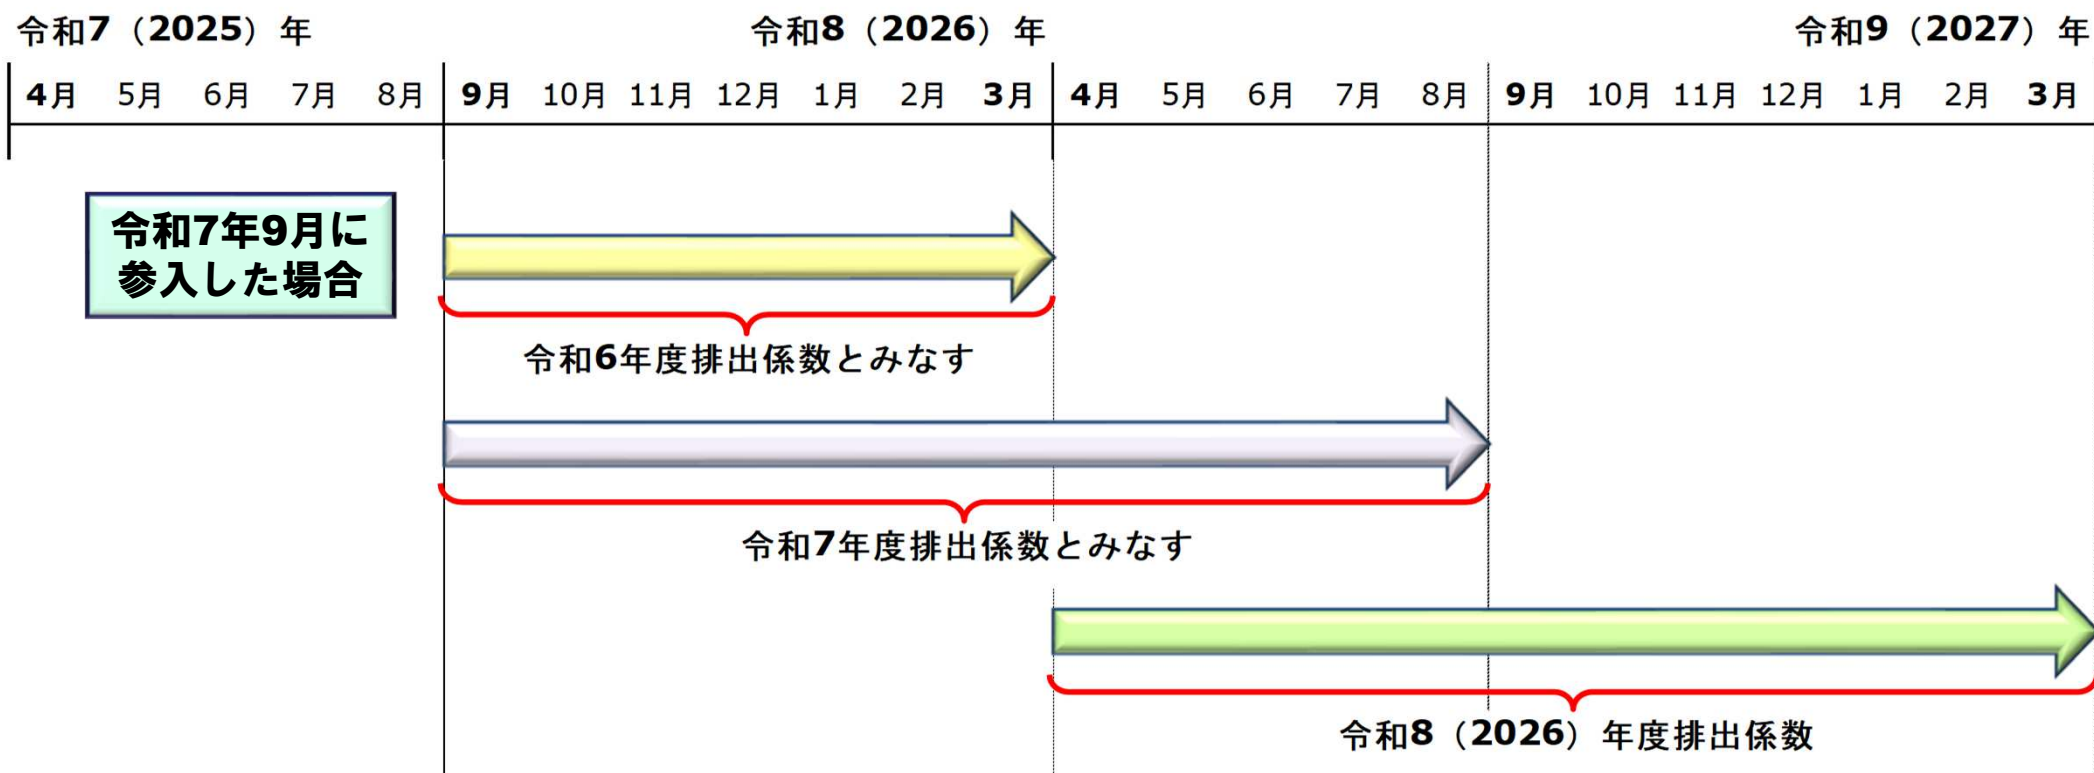 令和7（2025）年 令和8（2026）年 令和9（2027）年
4月 5月 6月 7月 8月 9月 10月 11月 12月 1月 2月 3月 4月 5月 6月 7月 8月 9月 10月 11月 12月 1月 2月 3月
令和7年9月に
参入した場合
令和6年度排出係数とみなす
令和7年度排出係数とみなす
令和8（2026）年度排出係数